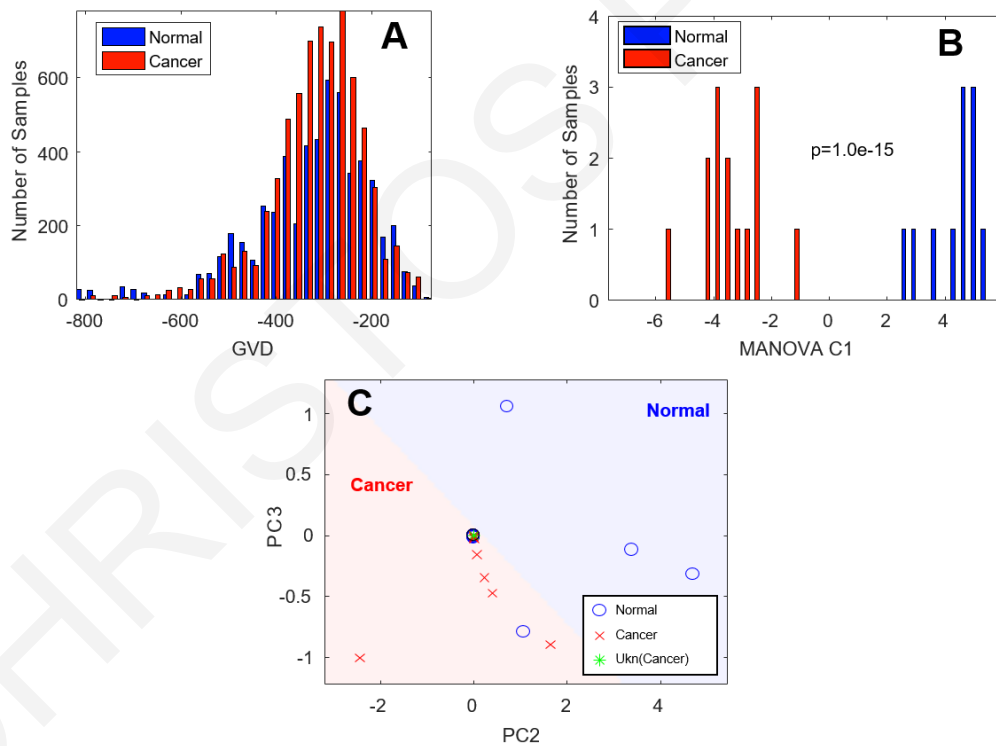 A
Normal
Cancer
Number of Samples
600
400
200
0
-800
-600
-400
-200
GVD
B
Normal
Cancer
Number of Samples
4
3
2
1
0
p=1.0e-15
-6
-4
-2
0
2
4
MANOVA C1
C
Normal
Cancer
PC3
1
0.5
0
-0.5
-1
Normal
Cancer
Ukn(Cancer)
-2
0
2
4
PC2